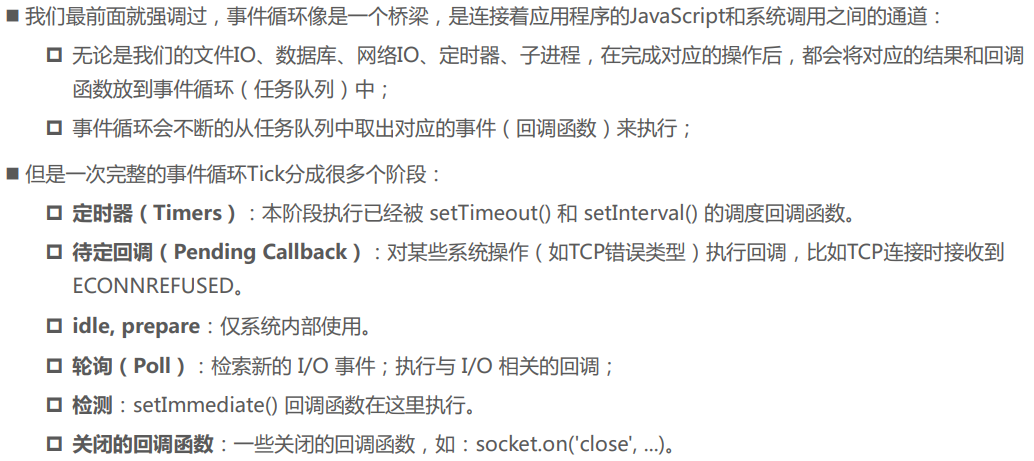 我们最前面就强调过，事件循环像是一个桥梁，是连接着应用程序的JavaScript和系统调用之间的通道：
无论是我们的文件IO、数据库、网络IO、定时器、子进程，在完成对应的操作后，都会将对应的结果和回调
函数放到事件循环（任务队列）中；
事件循环会不断的从任务队列中取出对应的事件（回调函数）来执行；
但是一次完整的事件循环Tick分成很多个阶段：
定时器（Timers）：本阶段执行已经被 setTimeout() 和 setInterval() 的调度回调函数。
待定回调（Pending Callback）：对某些系统操作（如TCP错误类型）执行回调，比如TCP连接时接收到
ECONNREFUSED。
idle, prepare：仅系统内部使用。
轮询（Poll）：检索新的 I/O 事件；执行与 I/O 相关的回调；
检测：setImmediate() 回调函数在这里执行。
关闭的回调函数：一些关闭的回调函数，如：socket.on('close', ...)。